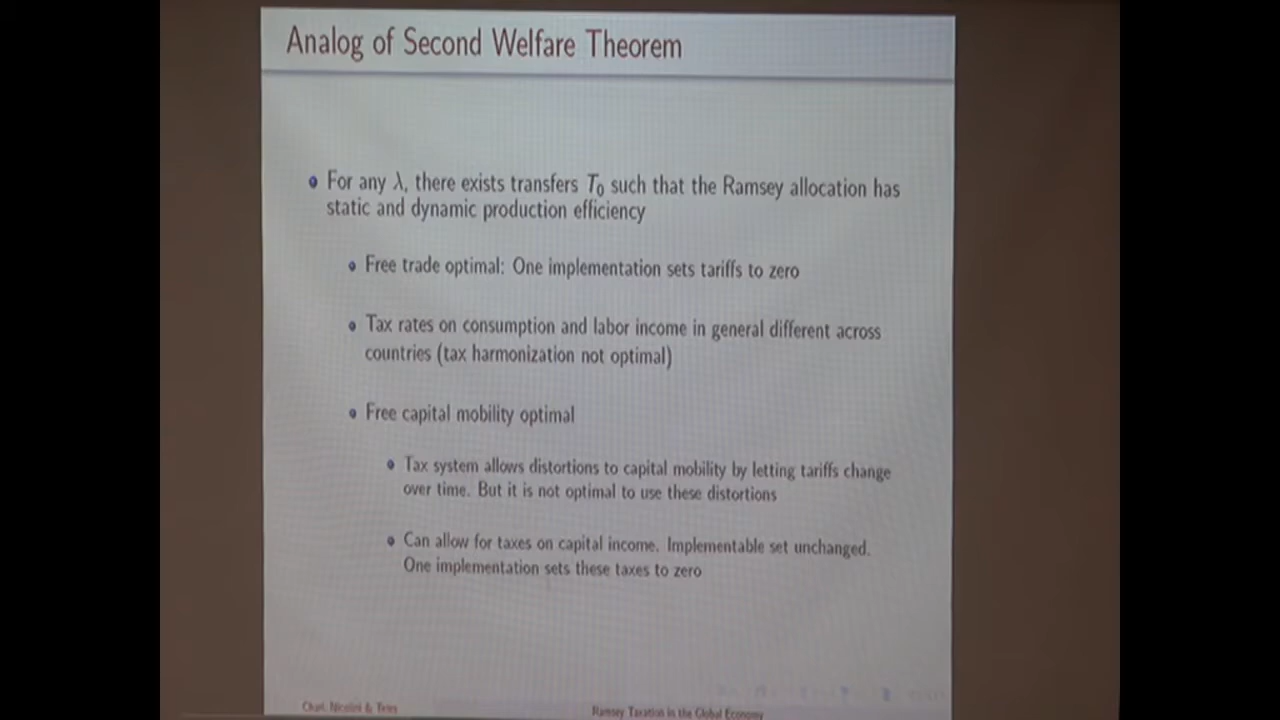 Analog of Second Welfare Theorem
For any λ, there exists transfers T₀ such that the Ramsey allocation has
static and dynamic production efficiency
Free trade optimal: One implementation sets tariffs to zero
Tax rates on consumption and labor income in general different across
countries (tax harmonization not optimal)
Free capital mobility optimal
Tax system allows distortions to capital mobility by letting tariffs change
over time. But it is not optimal to use these distortions
Can allow for taxes on capital income. Implementable set unchanged.
One implementation sets these taxes to zero
Chari, Nicolini & Teles
Ramsey Taxation in the Global Economy